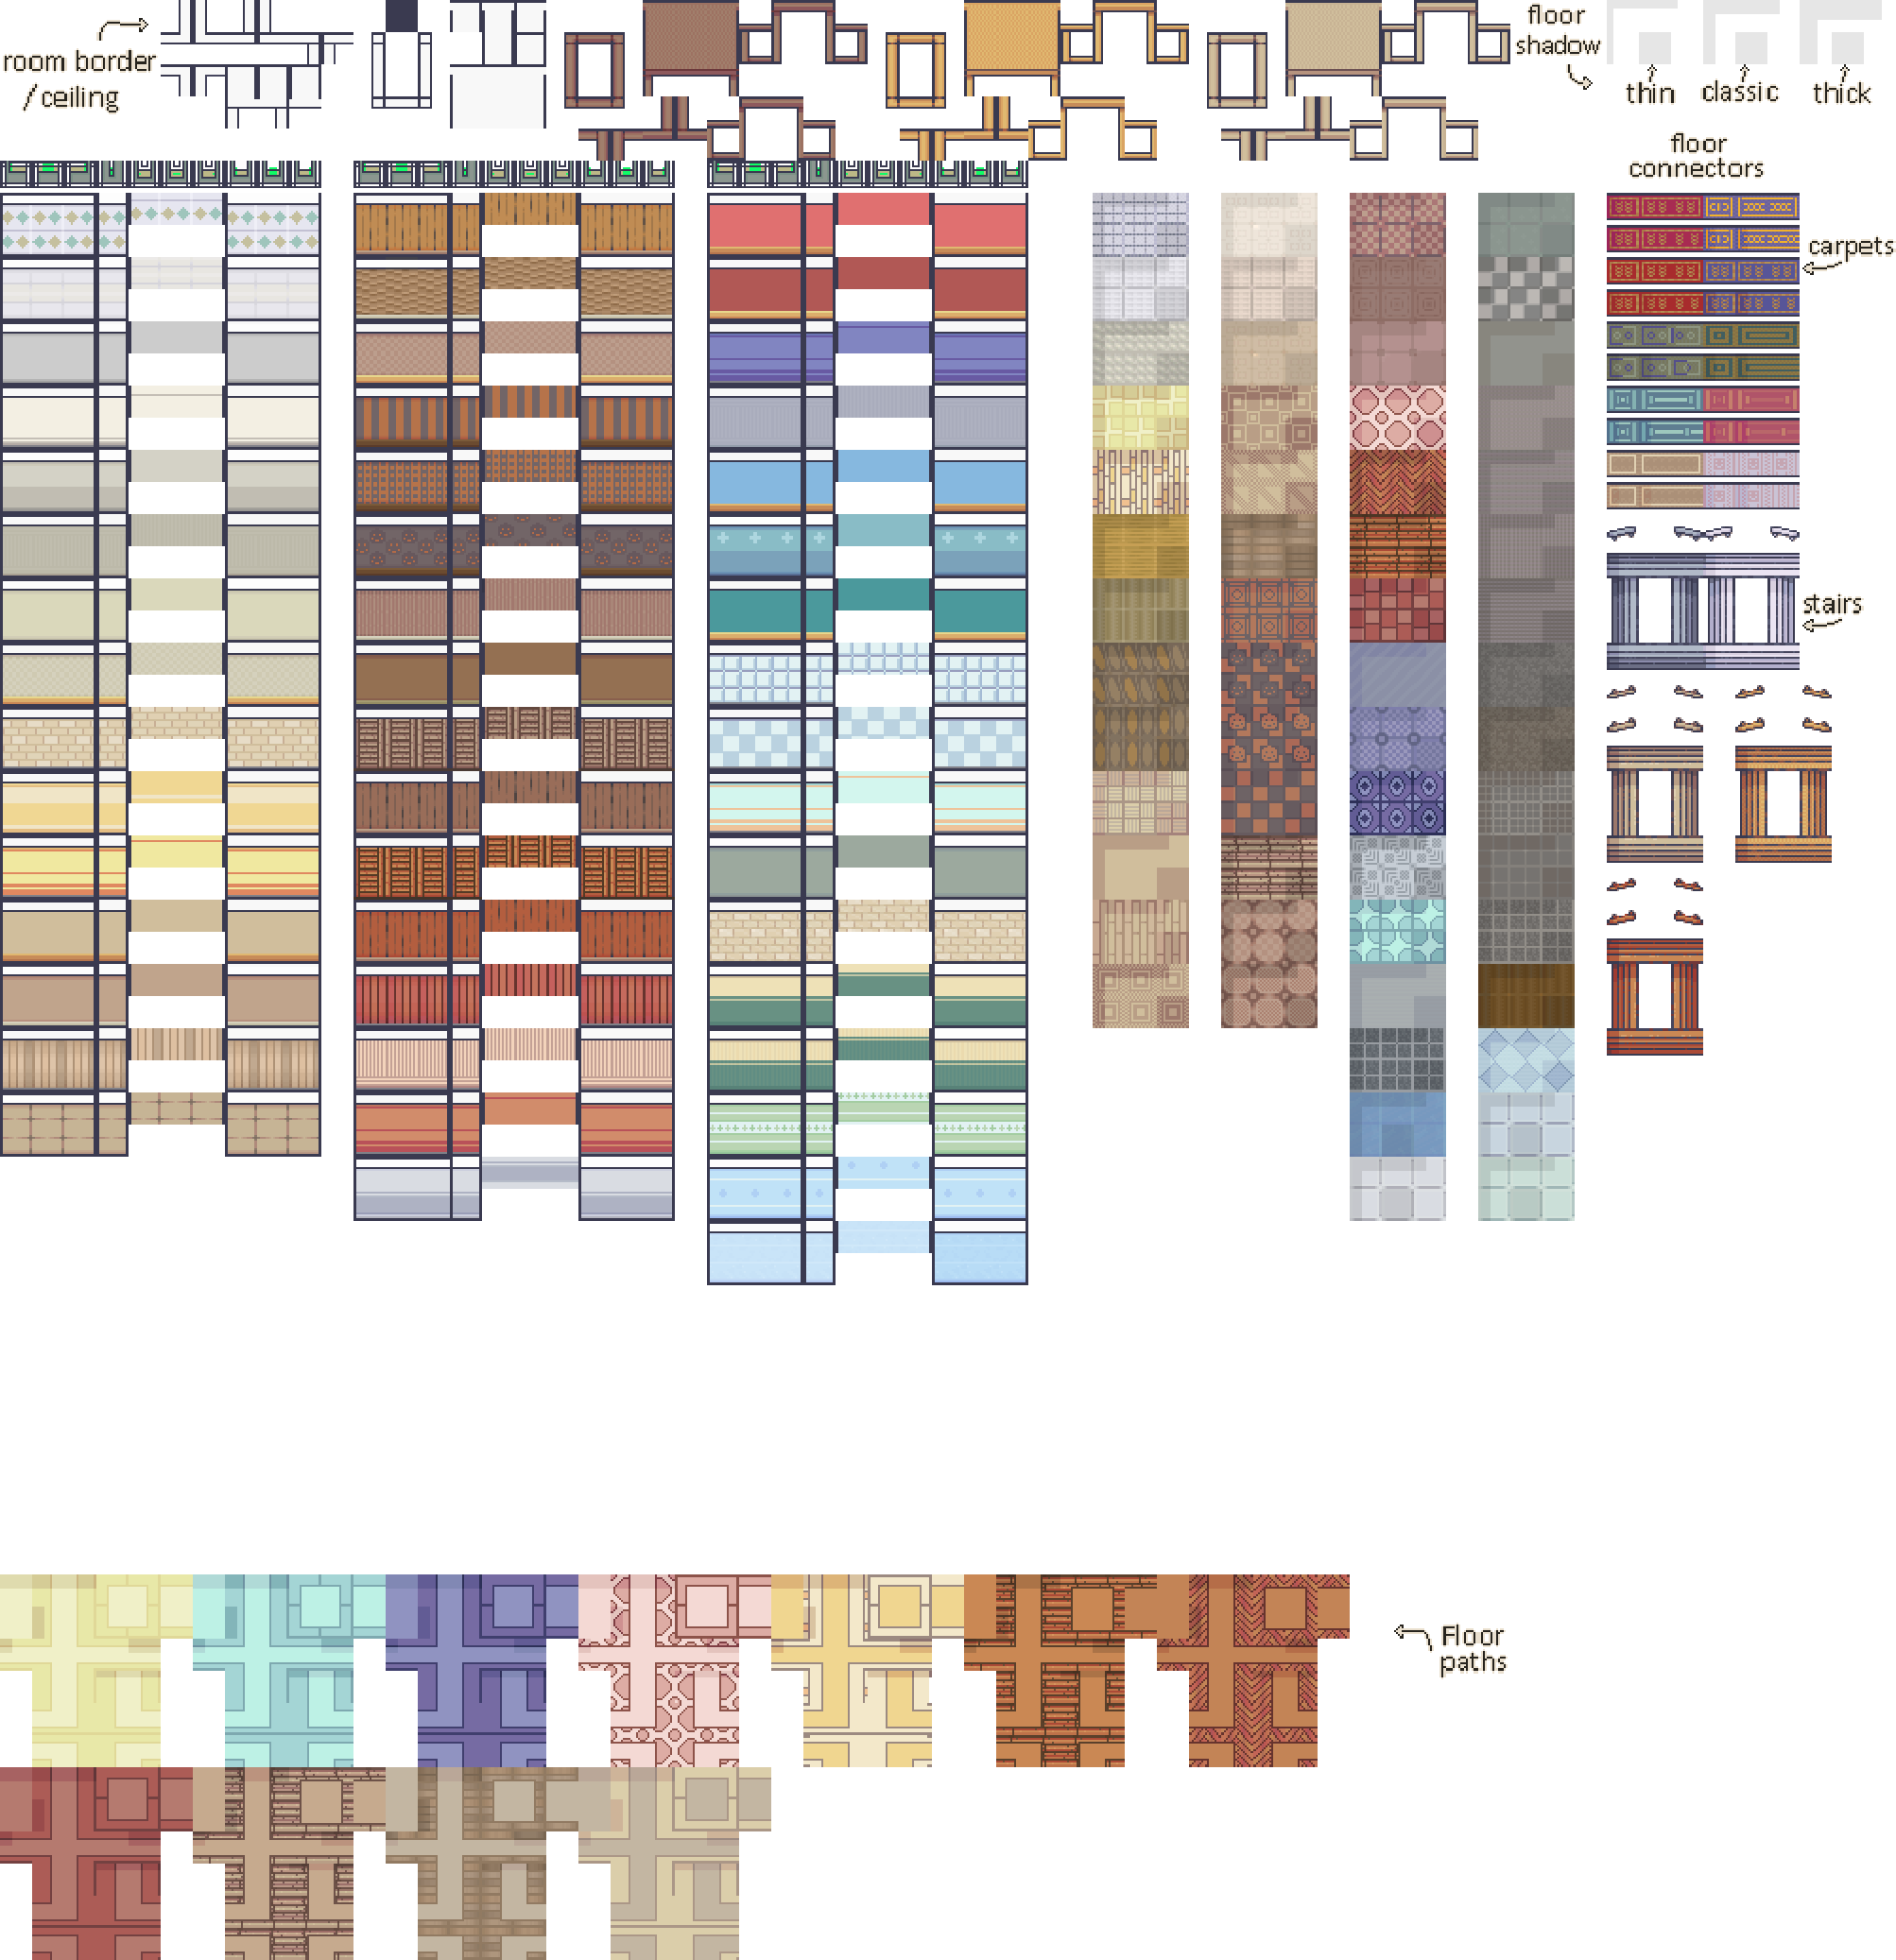 room border
/ ceiling
floor
shadow
thin
classic
thick
floor
connectors
carpets
stairs
Floor
paths